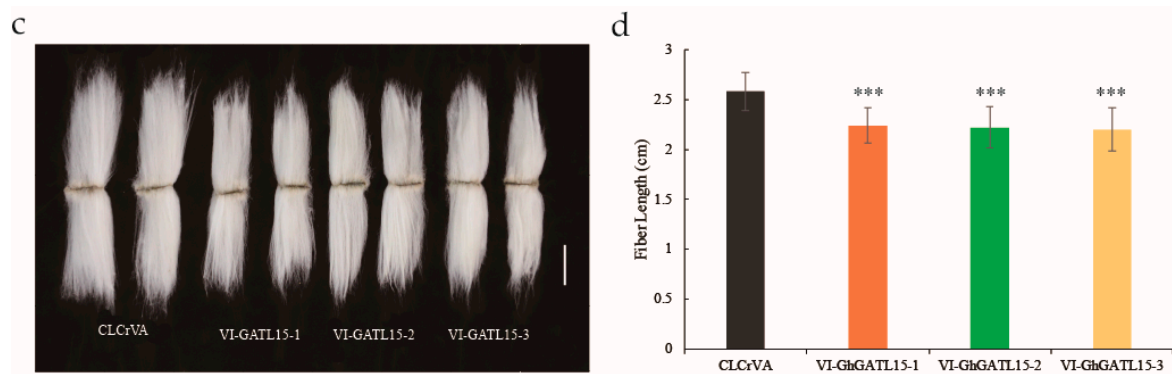 c
CLCrVA VI-GATL15-1 VI-GATL15-2 VI-GATL15-3
d
Fiber Length (cm)
3
2.5
2
1.5
1
0.5
0
*** *** ***
CLCrVA VI-GhGATL15-1 VI-GhGATL15-2 VI-GhGATL15-3